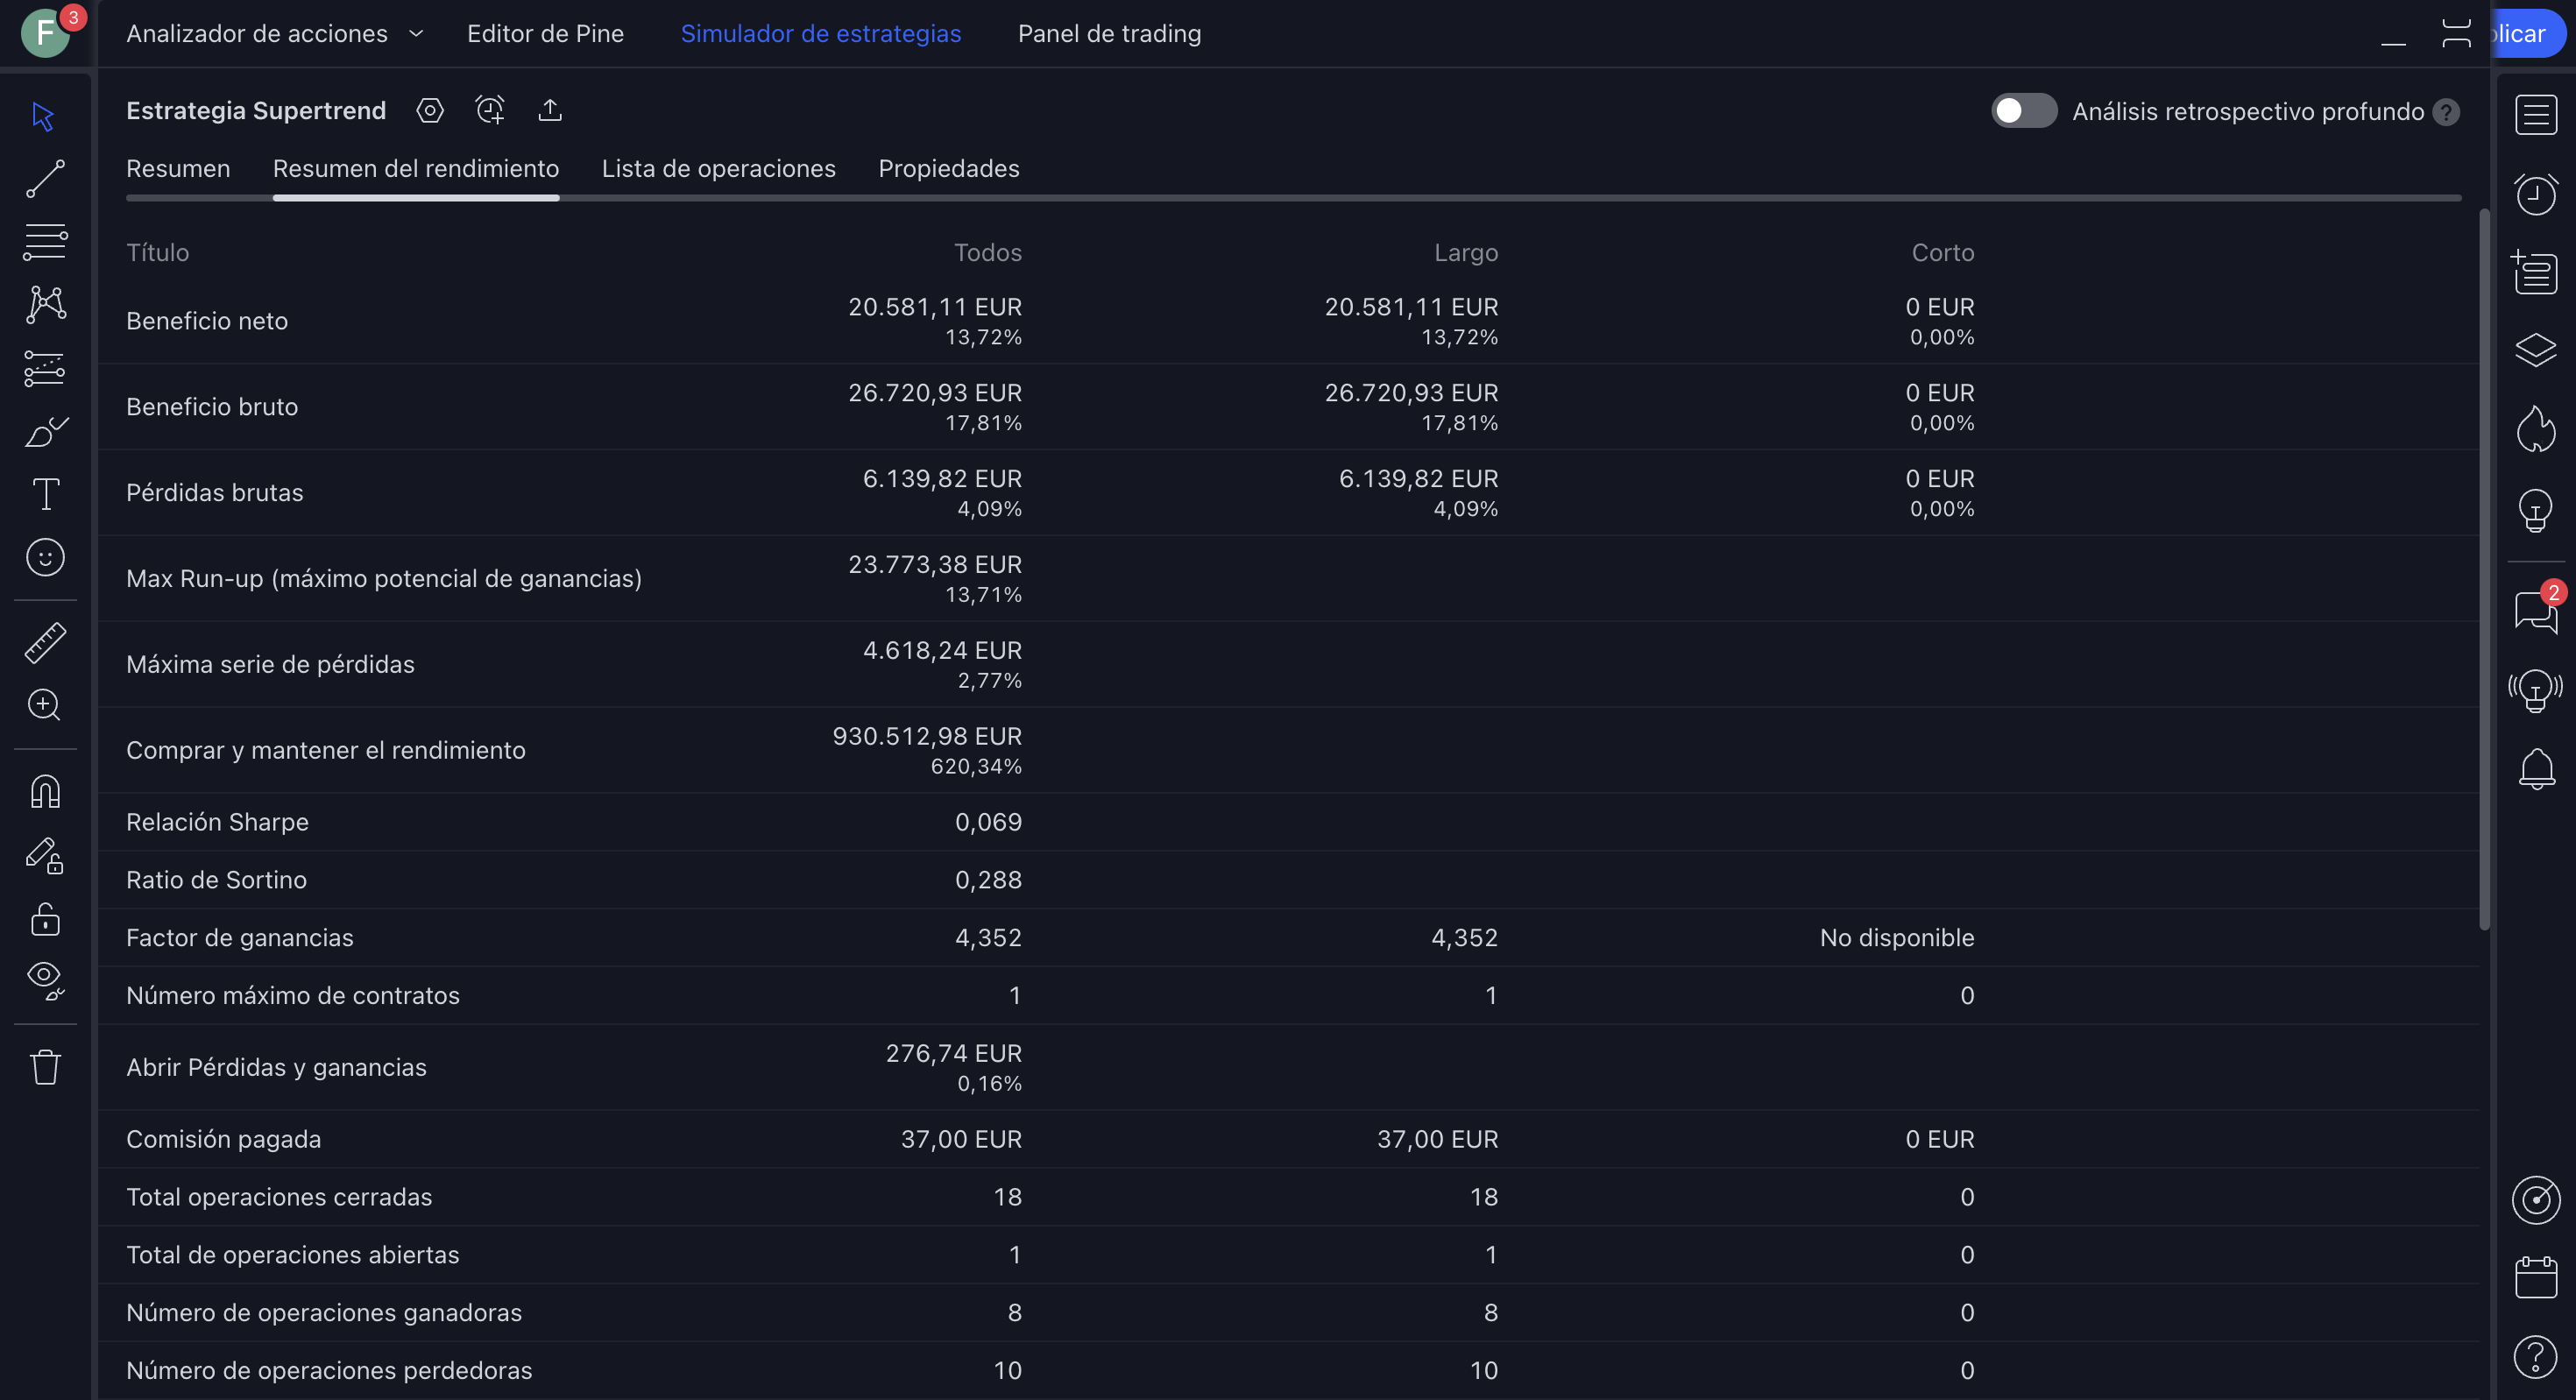 F 3 Analizador de acciones Editor de Pine Simulador de estrategias Panel de trading plicar
Estrategia Supertrend Análisis retrospectivo profundo ?
Resumen Resumen del rendimiento Lista de operaciones Propiedades
Título Todos Largo Corto
Beneficio neto 20.581,11 EUR 20.581,11 EUR 0 EUR
13,72% 13,72% 0,00%
Beneficio bruto 26.720,93 EUR 26.720,93 EUR 0 EUR
17,81% 17,81% 0,00%
Pérdidas brutas 6.139,82 EUR 6.139,82 EUR 0 EUR
4,09% 4,09% 0,00%
Max Run-up (máximo potencial de ganancias) 23.773,38 EUR
13,71%
2
Máxima serie de pérdidas 4.618,24 EUR
2,77%
Comprar y mantener el rendimiento 930.512,98 EUR
620,34%
Relación Sharpe 0,069
Ratio de Sortino 0,288
Factor de ganancias 4,352 4,352 No disponible
Número máximo de contratos 1 1 0
Abrir Pérdidas y ganancias 276,74 EUR
0,16%
Comisión pagada 37,00 EUR 37,00 EUR 0 EUR
Total operaciones cerradas 18 18 0
Total de operaciones abiertas 1 1 0
Número de operaciones ganadoras 8 8 0
Número de operaciones perdedoras 10 10 0